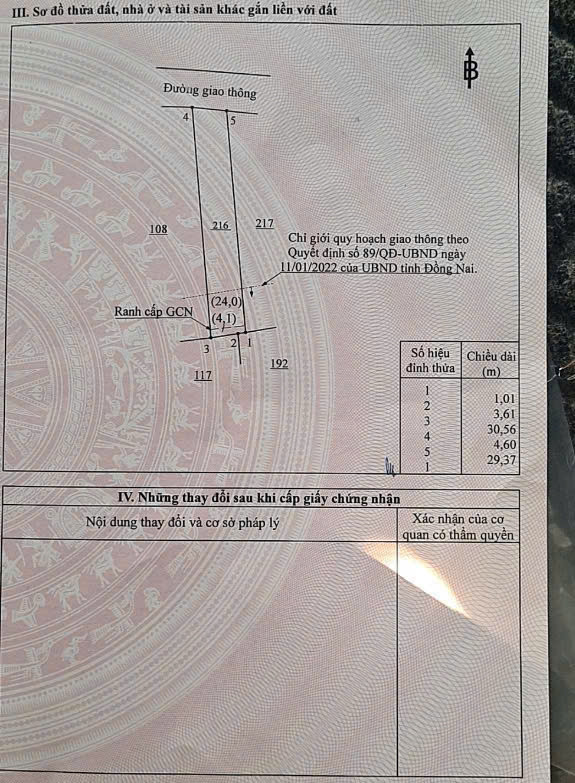 III. Sơ đồ thửa đất, nhà ở và tài sản khác gắn liền với đất
B
Đường giao thông
4
5
108
216
217
Chỉ giới quy hoạch giao thông theo
Quyết định số 89/QĐ-UBND ngày
11/01/2022 của UBND tỉnh Đồng Nai.
(24,0)
Ranh cấp GCN
(4,1)
3
2
1
117
192
Số hiệu đỉnh thửa
Chiều dài (m)
1
1,01
2
3,61
3
30,56
4
4,60
5
29,37
1
IV. Những thay đổi sau khi cấp giấy chứng nhận
Nội dung thay đổi và cơ sở pháp lý
Xác nhận của cơ
quan có thẩm quyền